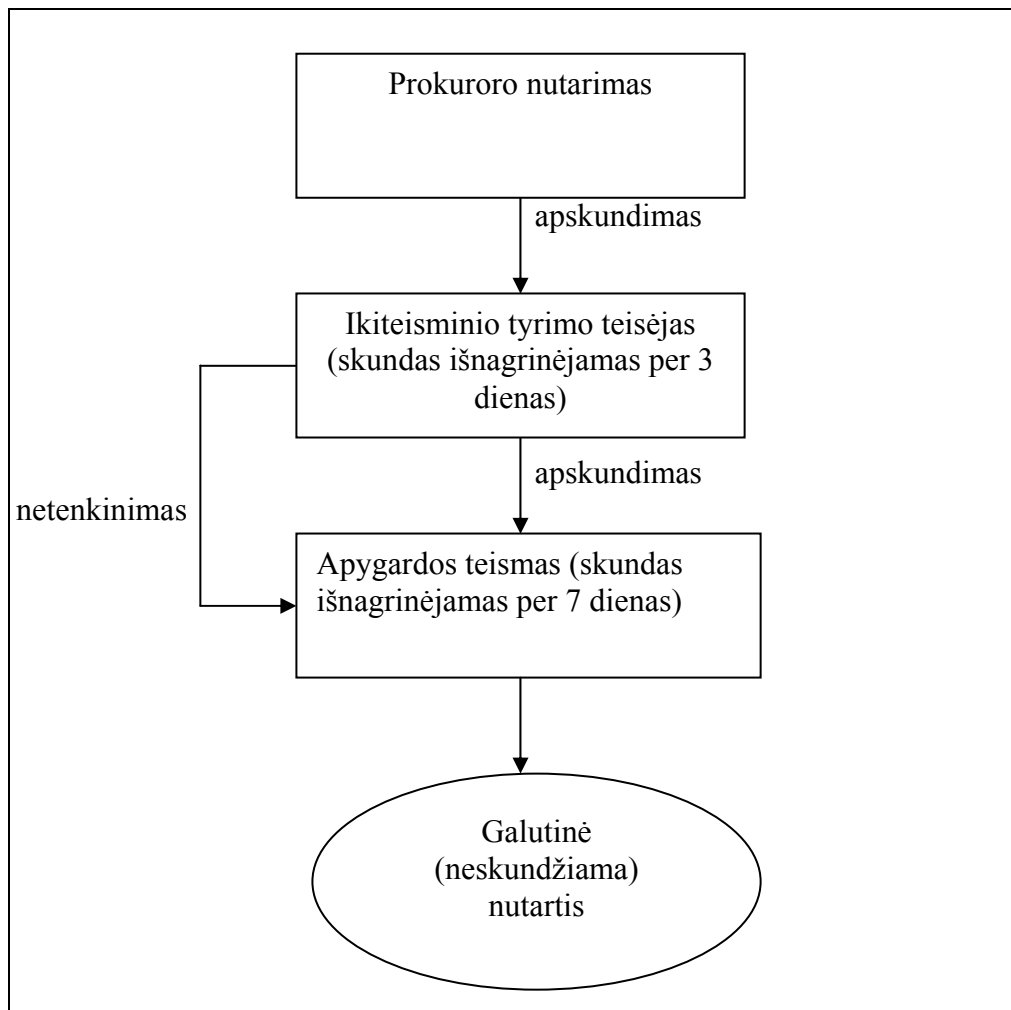 Prokuroro nutarimas
apskundimas
Ikiteisminio tyrimo teisėjas
(skundas išnagrinėjamas per 3
dienas)
apskundimas
netenkinimas
Apygardos teismas (skundas
išnagrinėjamas per 7 dienas)
Galutinė
(neskundžiama)
nutartis